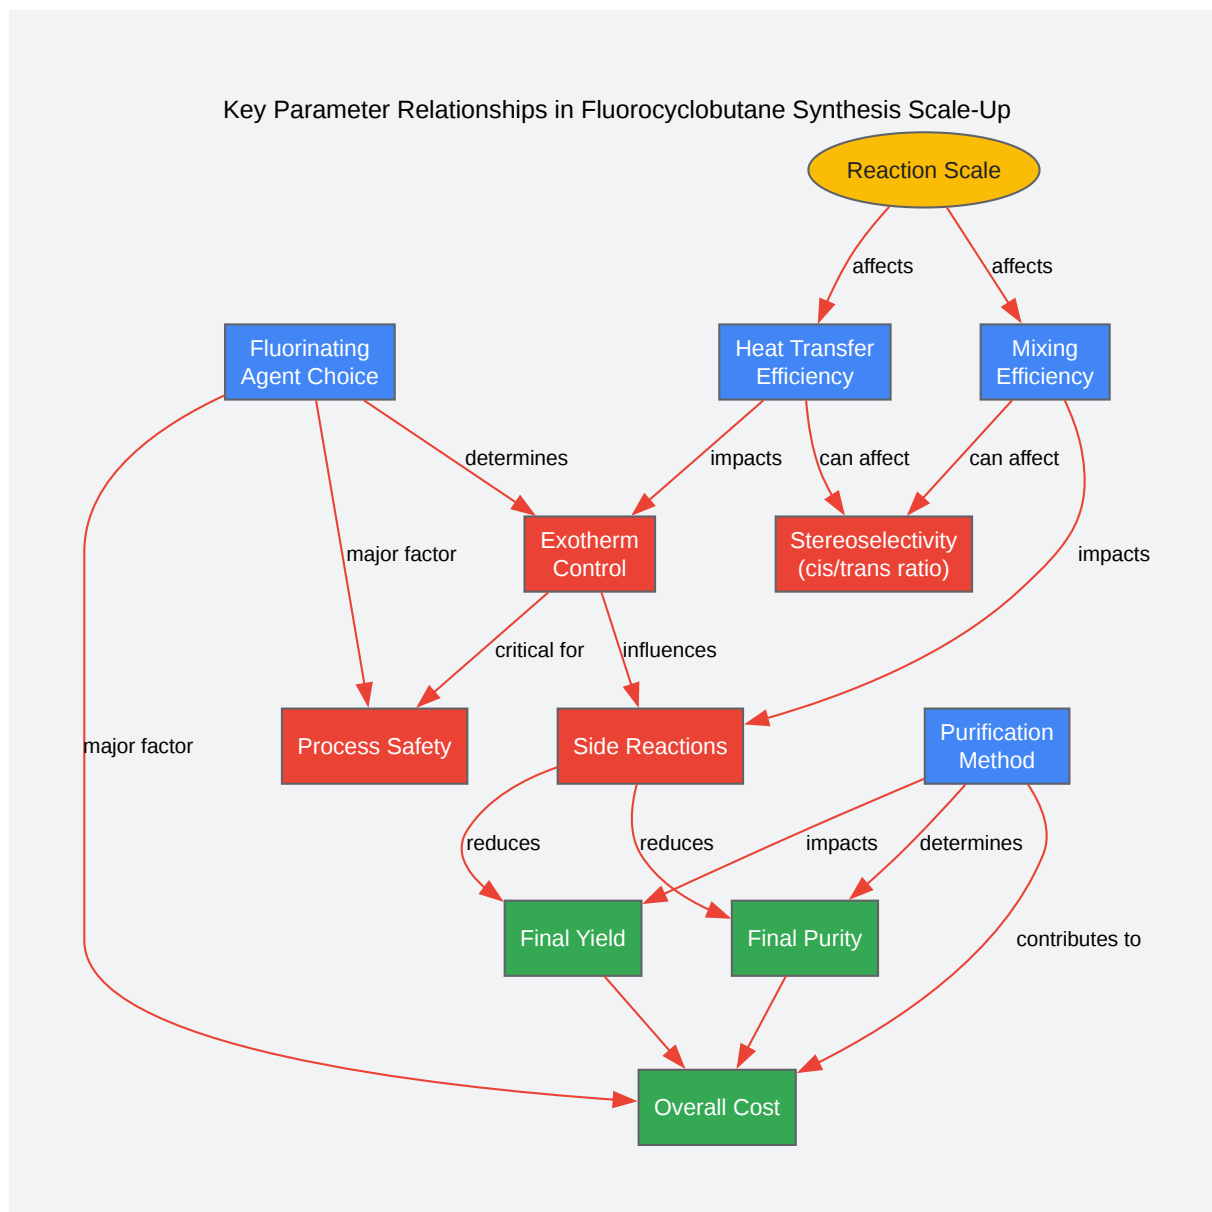 Key Parameter Relationships in Fluorocyclobutane Synthesis Scale-Up
Reaction Scale
affects
affects
Fluorinating
Agent Choice
Heat Transfer
Efficiency
Mixing
Efficiency
determines
impacts
can affect
can affect
major factor
Exotherm
Control
Stereoselectivity
(cis/trans ratio)
impacts
critical for
influences
major factor
Process Safety
Side Reactions
Purification
Method
reduces
reduces
impacts
determines
Final Yield
Final Purity
contributes to
Overall Cost